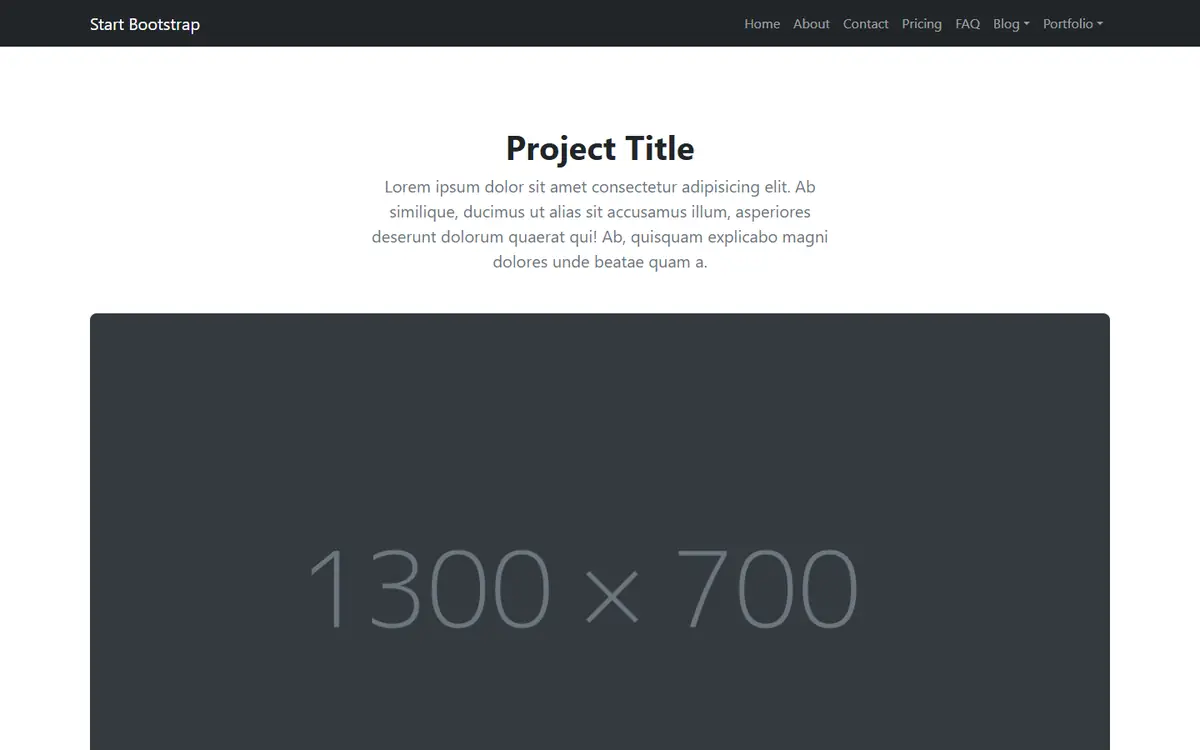 Start Bootstrap Home About Contact Pricing FAQ Blog Portfolio
Project Title
Lorem ipsum dolor sit amet consectetur adipisicing elit. Ab
similique, ducimus ut alias sit accusamus illum, asperiores
deserunt dolorum quaerat qui! Ab, quisquam explicabo magni
dolores unde beatae quam a.
1300 × 700